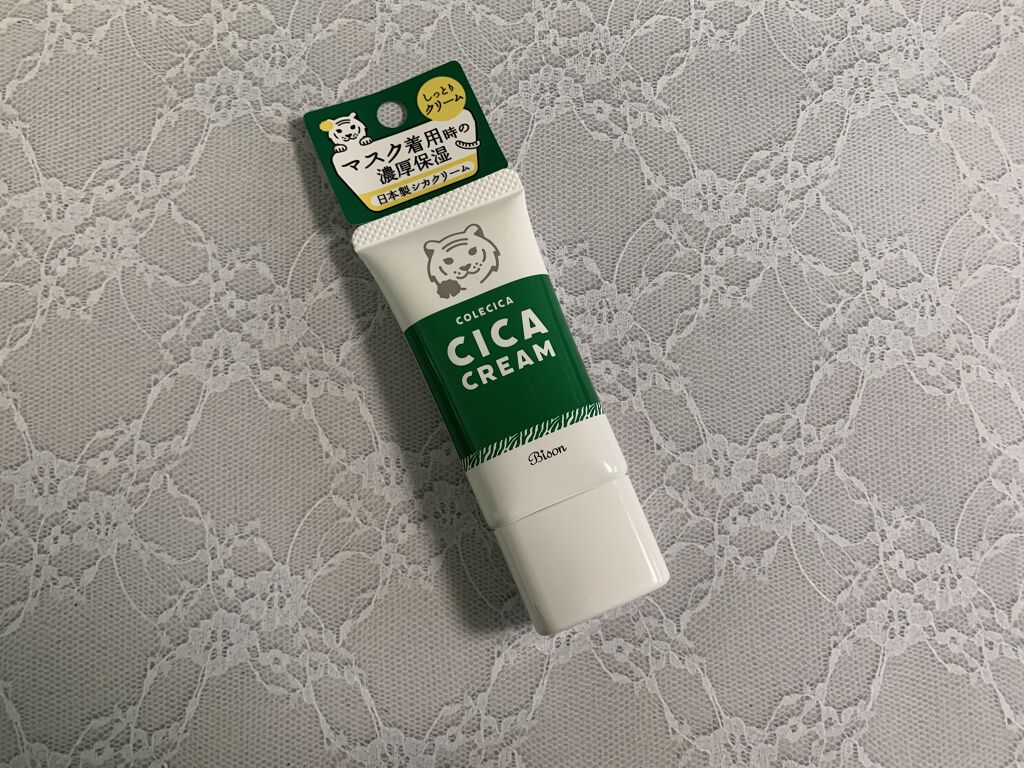 しっとり
クリーム
マスク着用時の
濃厚保湿
日本製シカクリーム
COLECICA
CICA
CREAM
Bison